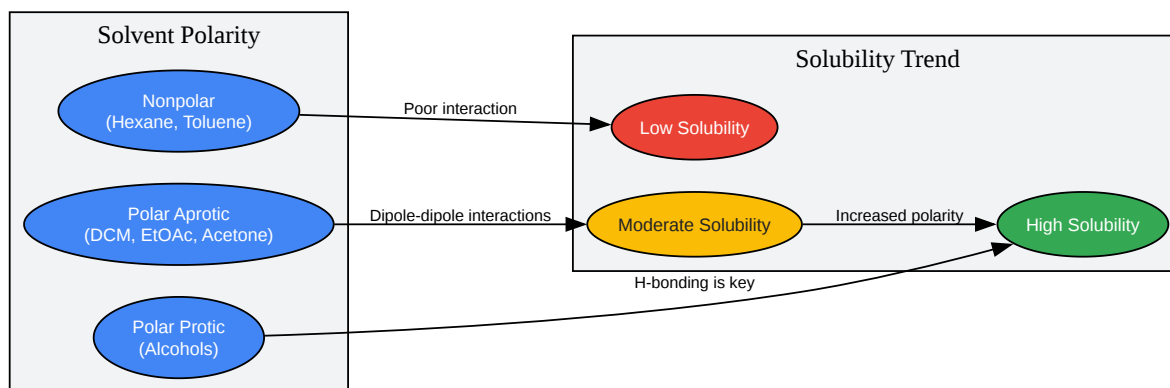 Solvent Polarity
Nonpolar
(Hexane, Toluene)
Polar Aprotic
(DCM, EtOAc, Acetone)
Polar Protic
(Alcohols)
Poor interaction
Dipole-dipole interactions
H-bonding is key
Solubility Trend
Low Solubility
Moderate Solubility
Increased polarity
High Solubility